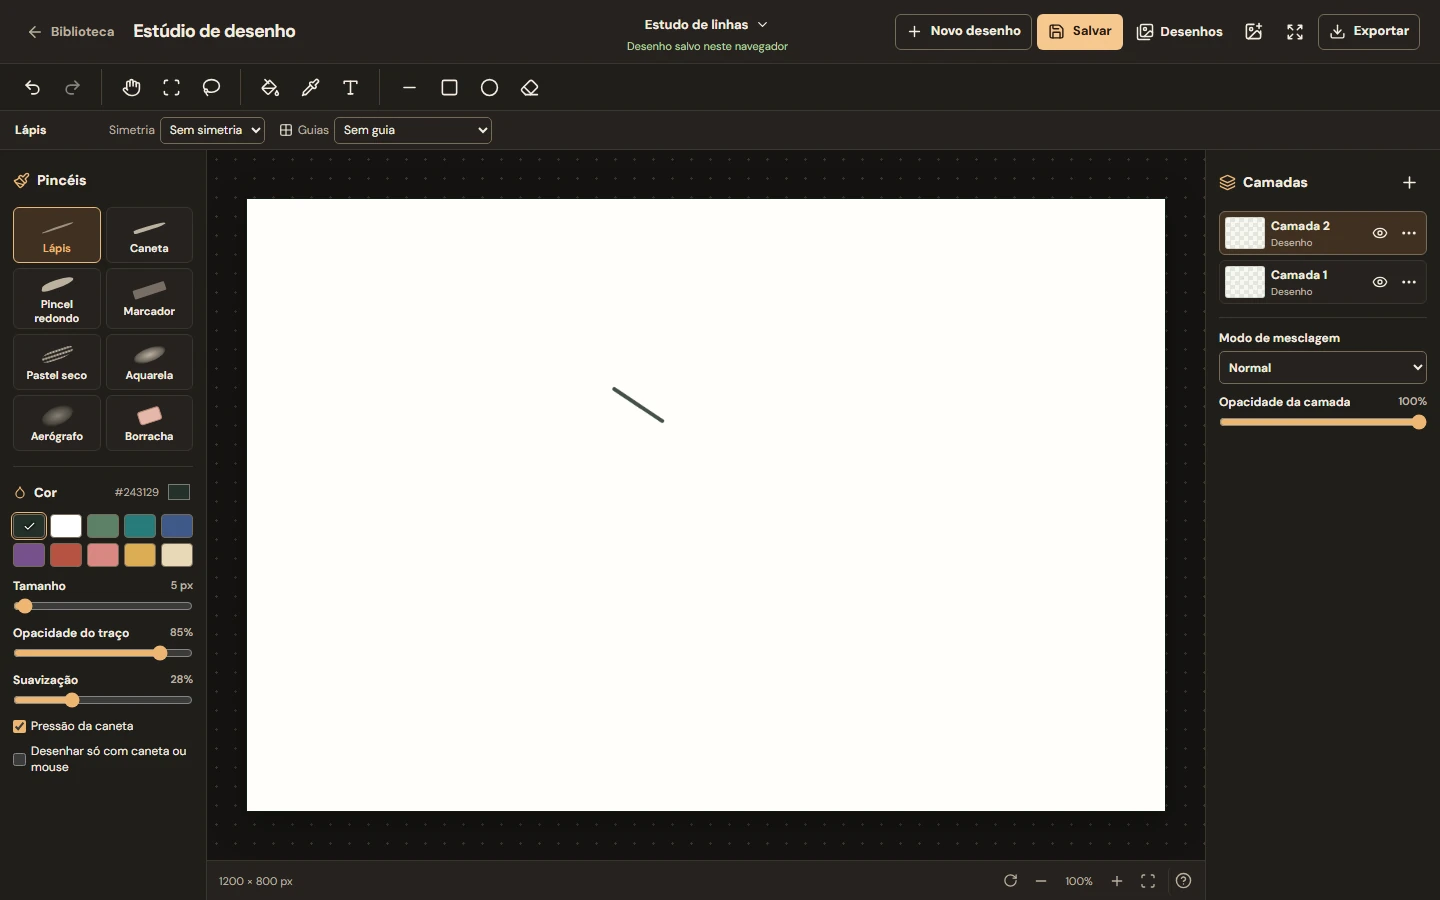 Biblioteca
Estúdio de desenho
Estudo de linhas
Desenho salvo neste navegador
Novo desenho
Salvar
Desenhos
Exportar
Lápis
Simetria
Sem simetria
Guias
Sem guia
Pincéis
Lápis
Caneta
Pincel
redondo
Marcador
Pastel seco
Aquarela
Aerógrafo
Borracha
Cor
#243129
Tamanho
5 px
Opacidade do traço
85%
Suavização
28%
Pressão da caneta
Desenhar só com caneta ou
mouse
1200 × 800 px
100%
Camadas
Camada 2
Desenho
Camada 1
Desenho
Modo de mesclagem
Normal
Opacidade da camada
100%